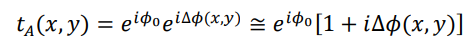 t_A(x, y) = e^{iϕ_0}e^{iΔϕ(x,y)} ≅ e^{iϕ_0}[1 + iΔϕ(x, y)]